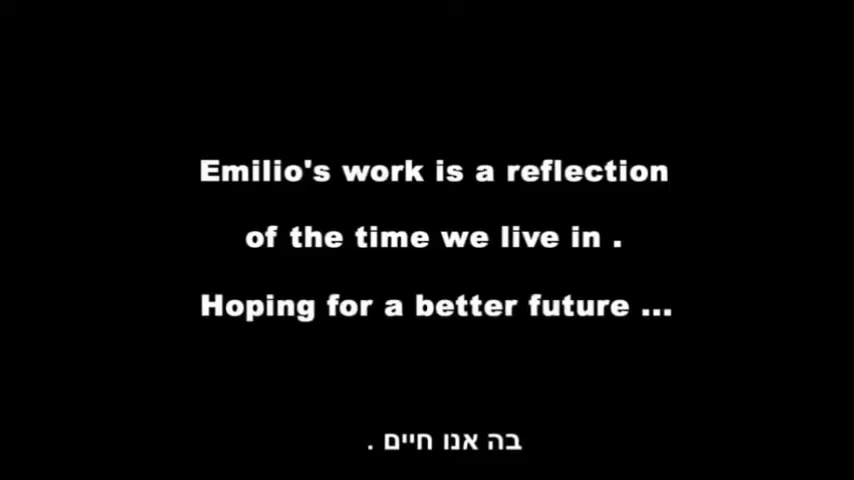 Emilio's work is a reflection
of the time we live in .
Hoping for a better future ...
בה אנו חיים .